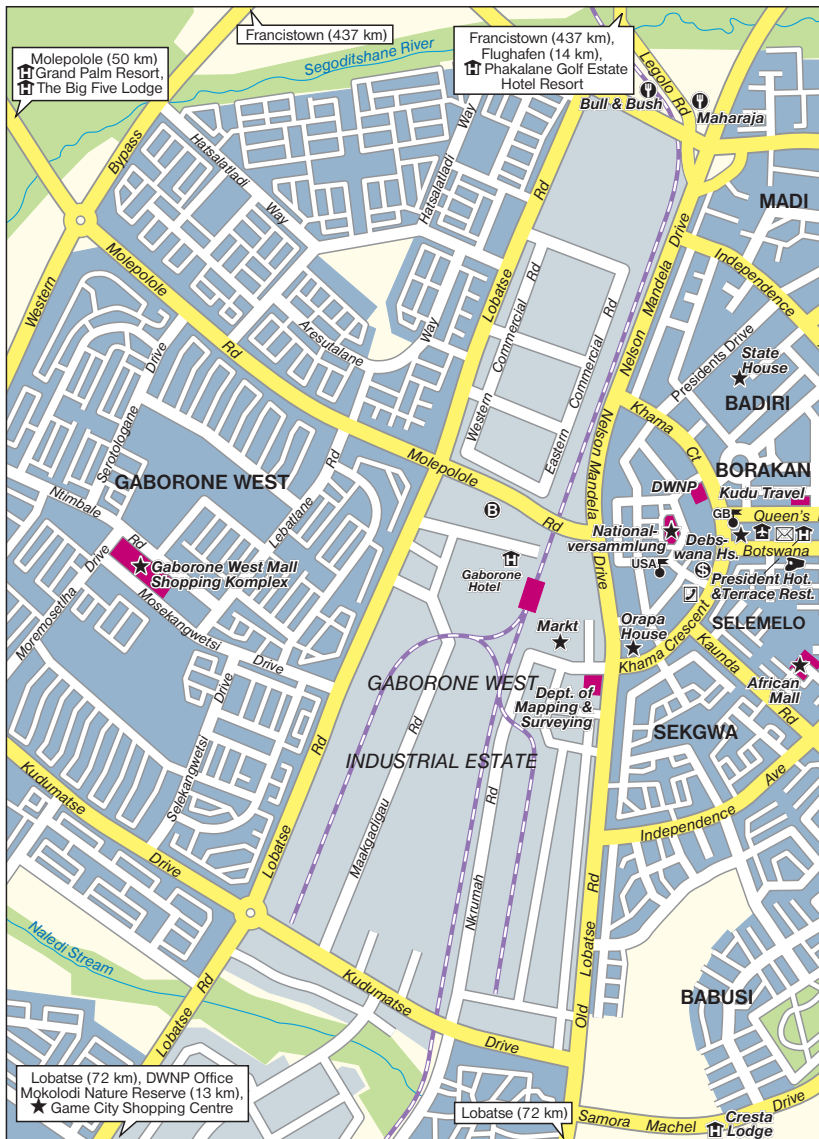 Francistown (437 km)
Francistown (437 km),
Flughafen (14 km),
Phakalane Golf Estate
Hotel Resort
Molepolole (50 km)
Grand Palm Resort,
The Big Five Lodge
Segoditshane River
Legolo Rd
Bull & Bush
Maharaja
Bypass
Western
Hatsalatladi
Way
Hatsalatladi
Way
Rd
Lobatse
MADI
Drive
Mandela
Nelson
Independence
Molepolole
Rd
Aresutalane
Way
Rd
Commercial
Western
Rd
Commercial
Eastern
Presidents Drive
State
House
BADIRI
Drive
Serotologane
Khama
Ct.
Nelson Mandela
Drive
Molepolole
Rd
BORAKAN
GABORONE WEST
Rd
Lebatlane
Ntimbale
Rd
DWNP
Kudu Travel
B
GB
Queen's
National-
versammlung
Debs-
wana Hs.
Botswana
USA
$
President Hot.
&Terrace Rest.
Gaborone West Mall
Shopping Komplex
Drive
Moremosetlha
Mosekangwetsi
Drive
Gaborone
Hotel
Markt
Orapa
House
SELEMELO
Khama Crescent
Kaunda
Rd
African
Mall
Drive
Selekangwetsi
GABORONE WEST
INDUSTRIAL ESTATE
Dept. of
Mapping &
Surveying
SEKGWA
Rd
Lobatse
Rd
Maakgadigau
Rd
Nkrumah
Independence
Ave
Kudumatse
Drive
Rd
Lobatse
Old
Naledi Stream
Rd
Lobatse
Kudumatse
Drive
BABUSI
Lobatse (72 km), DWNP Office
Mokolodi Nature Reserve (13 km),
Game City Shopping Centre
Lobatse (72 km)
Samora Machel Drive
Cresta
Lodge